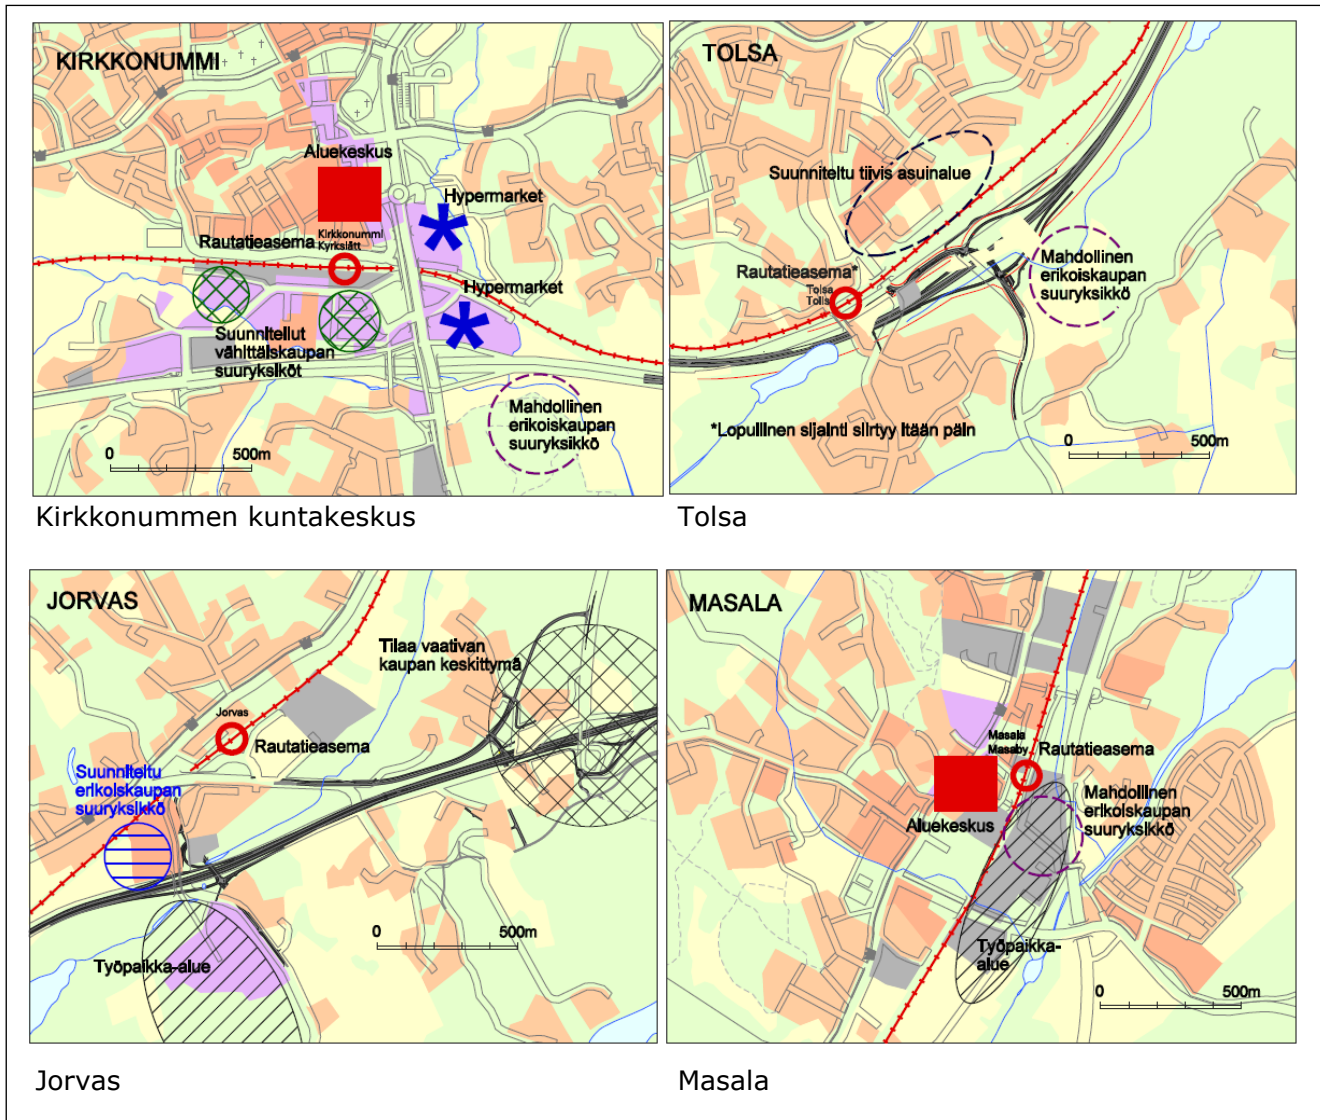 KIRKKONUMMI
Aluekeskus
Hypermarket
Rautatieasema
Kirkkonummi
Kyrkslätt
Hypermarket
Suunnitellut
vähittäiskaupan
suuryksiköt
Mahdollinen
erikoiskaupan
suuryksikkö
0 500m
Kirkkonummen kuntakeskus
TOLSA
Suunniteltu tiivis asuinalue
Mahdollinen
erikoiskaupan
suuryksikkö
Rautatieasema*
Tolsa
Tolls
*Lopullinen sijainti siirtyy itään päin
0 500m
Tolsa
JORVAS
Tilaa vaativan
kaupan keskittymä
Jorvas
Rautatieasema
Suunniteltu
erikoiskaupan
suuryksikkö
Työpaikka-alue
0 500m
Jorvas
MASALA
Masala
Masaby
Rautatieasema
Mahdollinen
erikoiskaupan
suuryksikkö
Aluekeskus
Työpaikka-
alue
0 500m
Masala